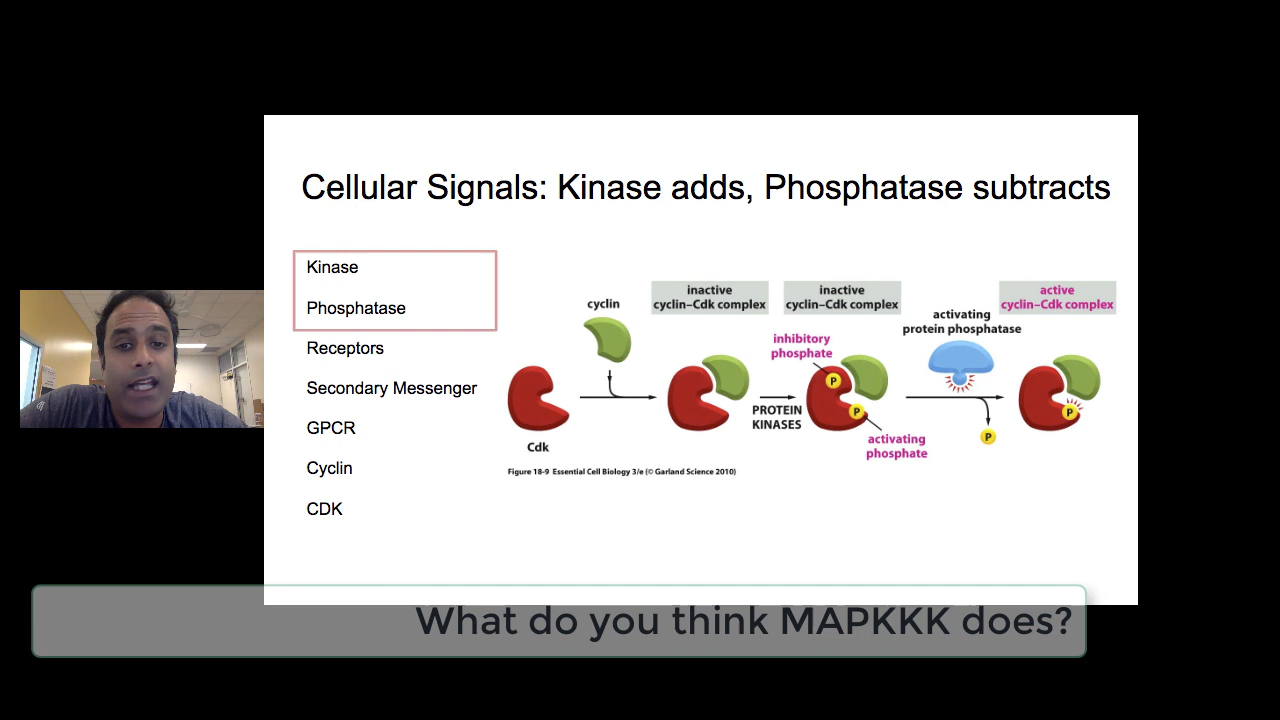 Cellular Signals: Kinase adds, Phosphatase subtracts
Kinase
Phosphatase
Receptors
Secondary Messenger
GPCR
Cyclin
CDK
cyclin
inactive
cyclin–Cdk complex
inactive
cyclin–Cdk complex
active
cyclin–Cdk complex
activating
protein phosphatase
inhibitory
phosphate
P
P
P
P
PROTEIN
KINASES
activating
phosphate
Cdk
Figure 18-9 Essential Cell Biology 3/e (© Garland Science 2010)
What do you think MAPKKK does?